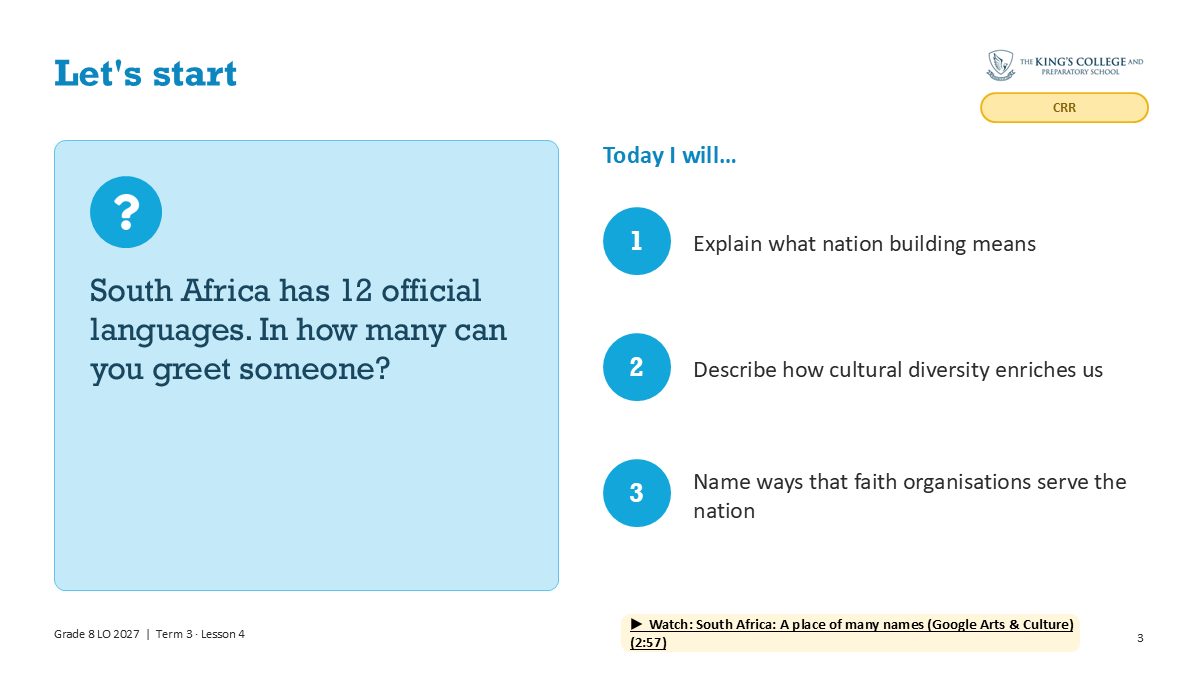 Let's start
THE KING'S COLLEGE AND
PREPARATORY SCHOOL
CRR
?
South Africa has 12 official
languages. In how many can
you greet someone?
Today I will...
1
Explain what nation building means
2
Describe how cultural diversity enriches us
3
Name ways that faith organisations serve the
nation
Grade 8 LO 2027 | Term 3 · Lesson 4
▶ Watch: South Africa: A place of many names (Google Arts & Culture)
(2:57)
3